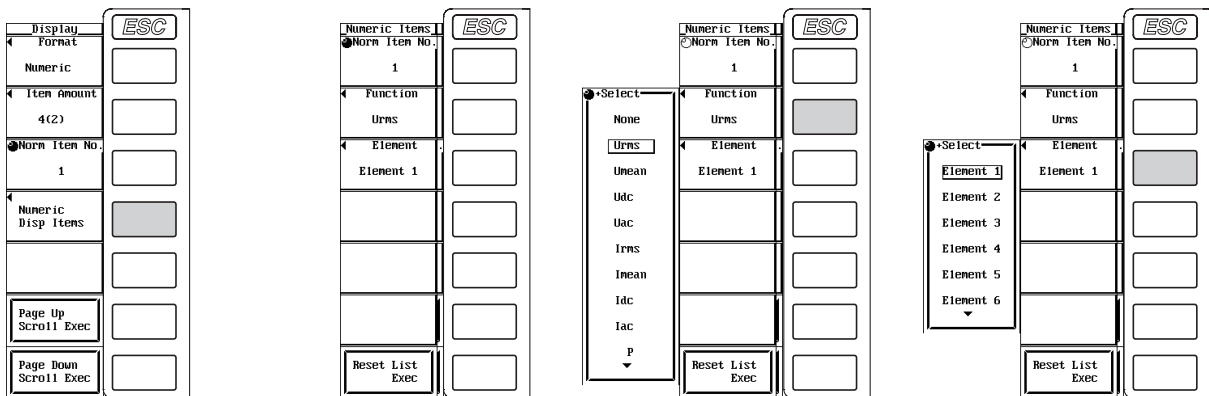 Display
ESC
Format
Numeric
Item Amount
4(2)
Norm Item No.
1
Numeric
Disp Items
Page Up
Scroll Exec
Page Down
Scroll Exec
Numeric Items
ESC
Norm Item No.
1
Function
Urms
Element
Element 1
Reset List
Exec
+Select
None
Urms
Umean
Udc
Uac
Irms
Imean
Idc
Iac
P
Numeric Items
ESC
Norm Item No.
1
Function
Urms
Element
Element 1
Reset List
Exec
+Select
Element 1
Element 2
Element 3
Element 4
Element 5
Element 6
Numeric Items
ESC
Norm Item No.
1
Function
Urms
Element
Element 1
Reset List
Exec